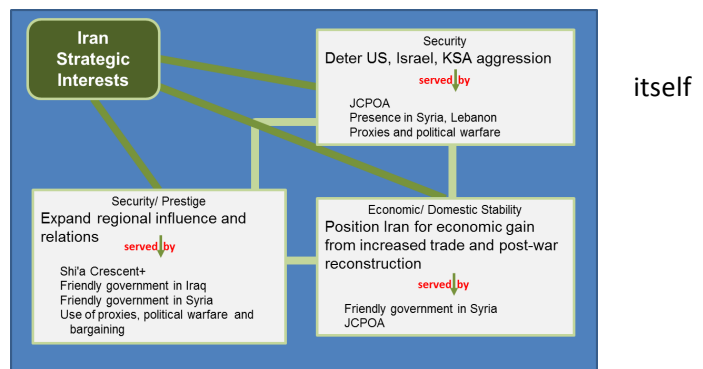 Iran
Strategic
Interests
Security
Deter US, Israel, KSA aggression
served by
JCPOA
Presence in Syria, Lebanon
Proxies and political warfare
itself
Security/ Prestige
Expand regional influence and
relations
served by
Shi'a Crescent+
Friendly government in Iraq
Friendly government in Syria
Use of proxies, political warfare and
bargaining
Economic/ Domestic Stability
Position Iran for economic gain
from increased trade and post-war
reconstruction
served by
Friendly government in Syria
JCPOA